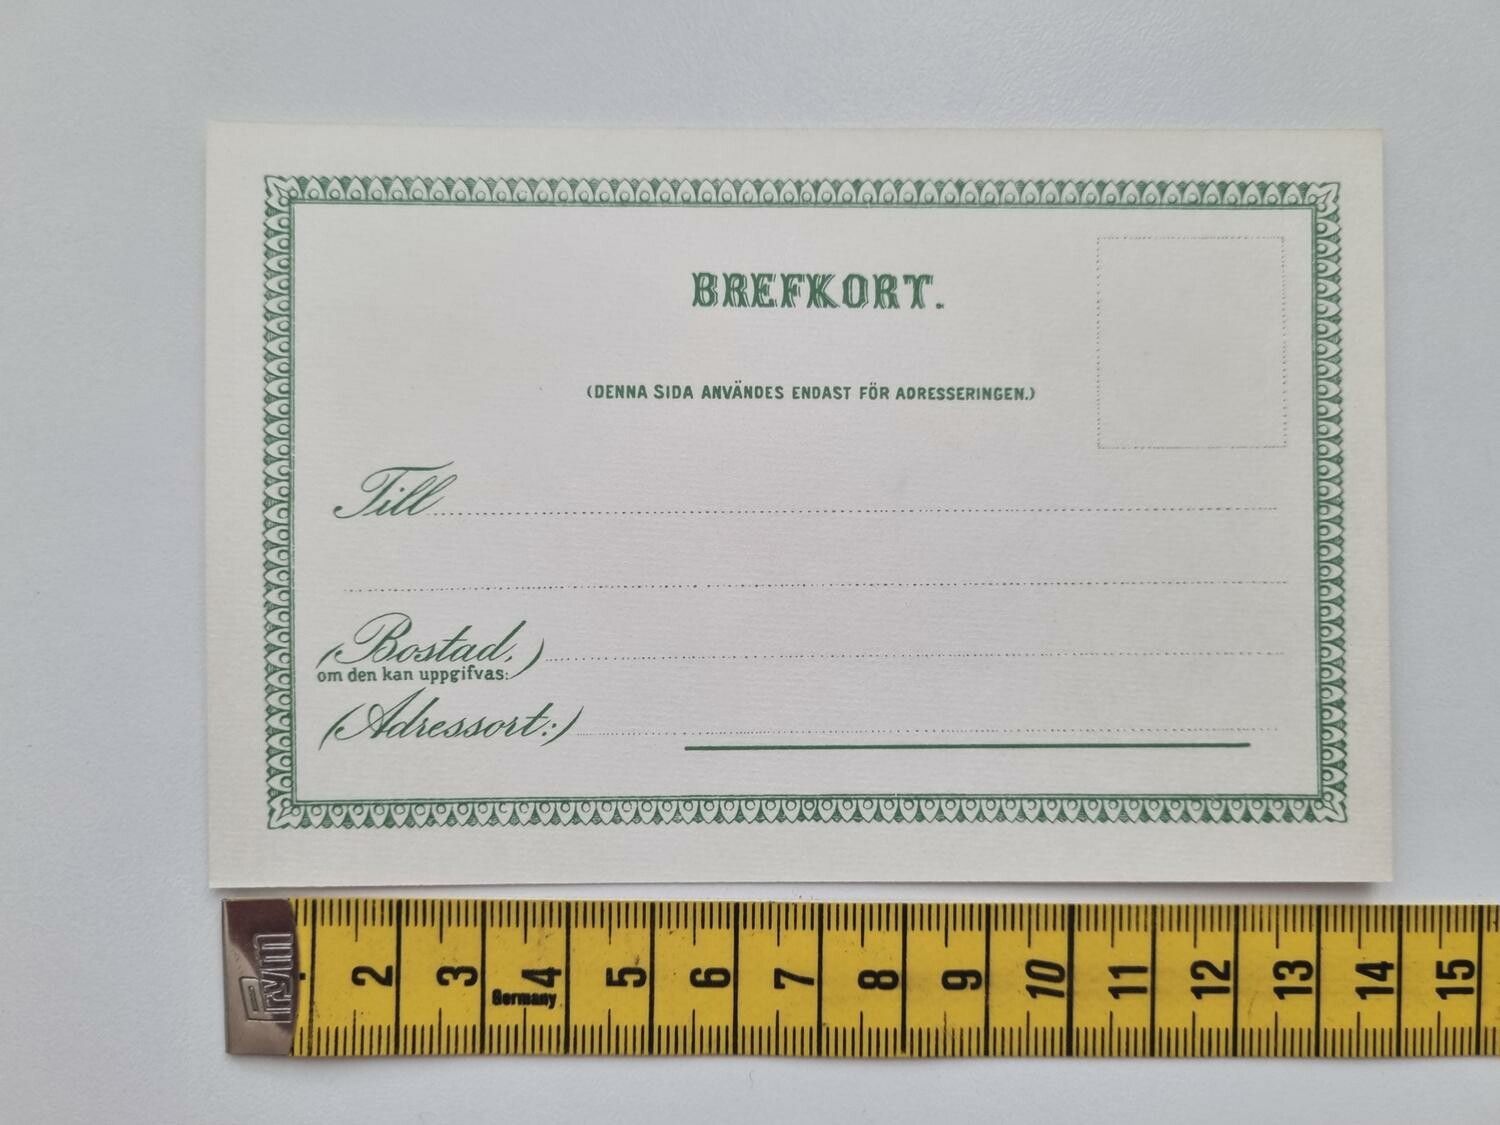 BREFKORT.
(DENNA SIDA ANVÄNDES ENDAST FÖR ADRESSERINGEN.)
Till
(Bostad,)
om den kan uppgifvas:
(Adressort:)
Prym
2 3 4 5 6 7 8 9 10 11 12 13 14 15
Germany